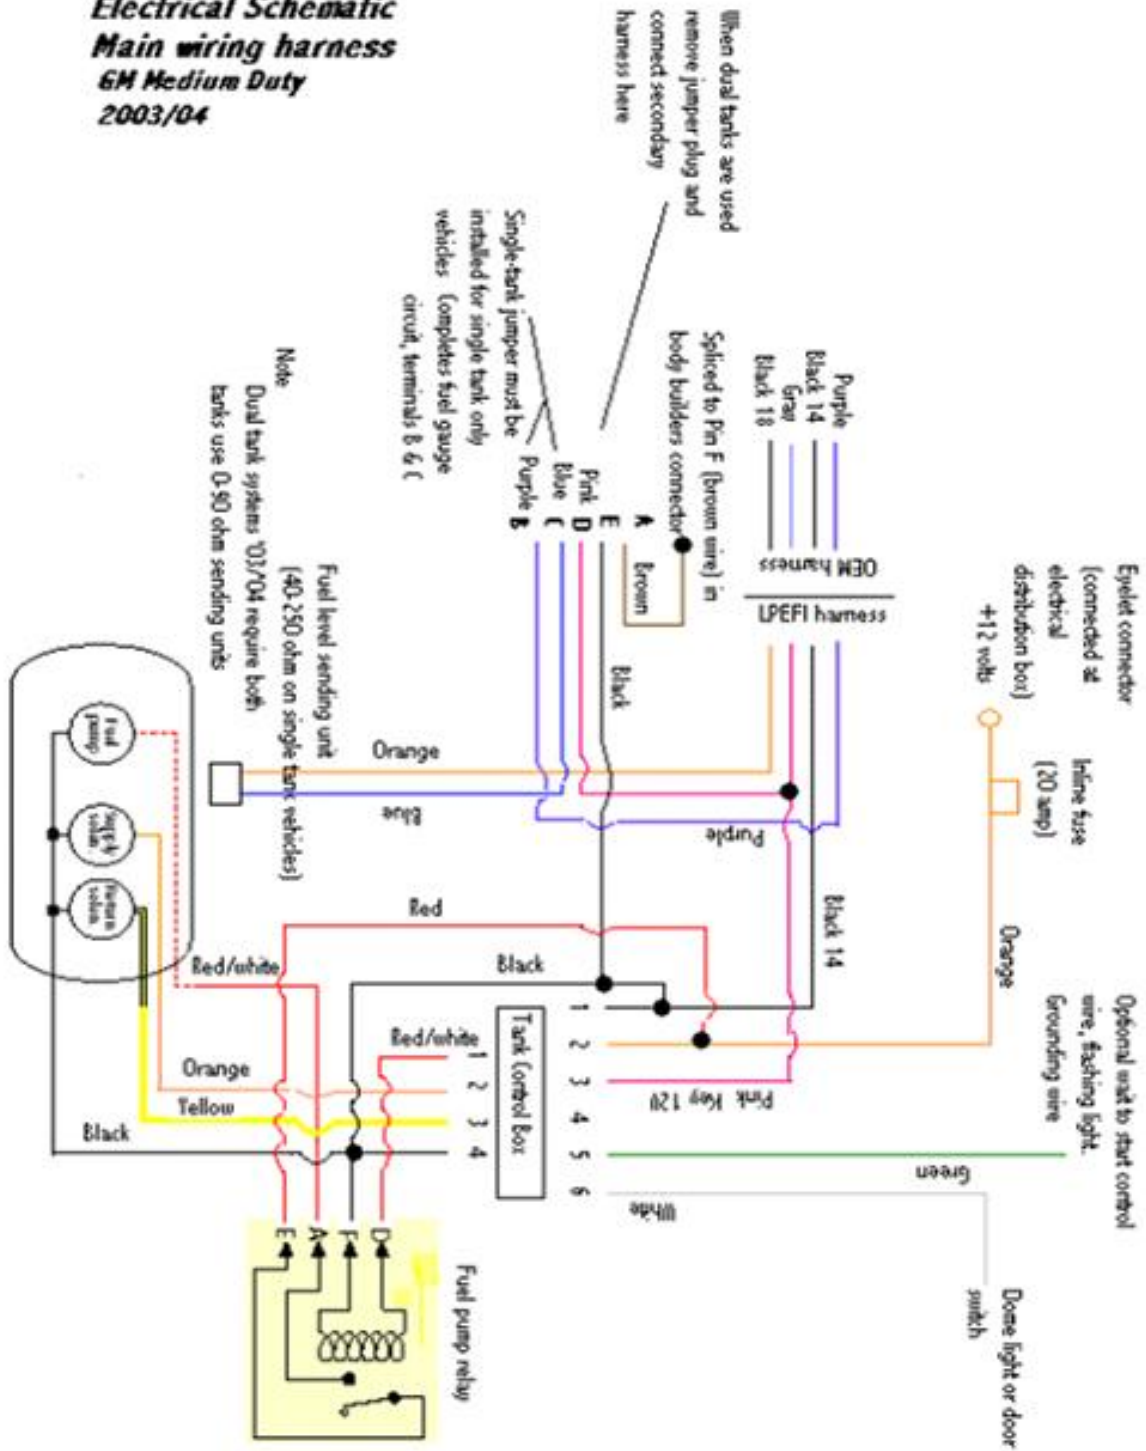 Electrical Schematic
Main wiring harness
GM Medium Duty
2003/04
When dual tanks are used
remove jumper plug and
connect secondary
harness here
Single-tank jumper must be
installed for single tank only
vehicles Completes fuel gauge
circuit, terminals B & C
Spliced to Pin F (brown wire) in
body builders connector
Purple
Black 14
Gray
Black 18
OEM harness
LPEFI harness
Eyelet connector
(connected at
electrical
distribution box)
+12 volts
Inline fuse
(20 amp)
Orange
A
E
D
C
B
Pink
Blue
Purple
Brown
Black
Note
Dual tank systems '03/'04 require both
tanks use 0-90 ohm sending units
Fuel level sending unit
(40-250 ohm on single tank vehicles)
Orange
Blue
Purple
Black 14
Red
Black
Red/white
Fuel
pump
Supply
solen.
Return
solen.
Red/white
Orange
Yellow
Black
Tank Control Box
1
2
3
4
1
2
3
4
5
6
Pink Key 12V
Green
White
Optional wait to start control
wire, flashing light.
Grounding wire
Dome light or door
switch
E
A
F
D
Fuel pump relay